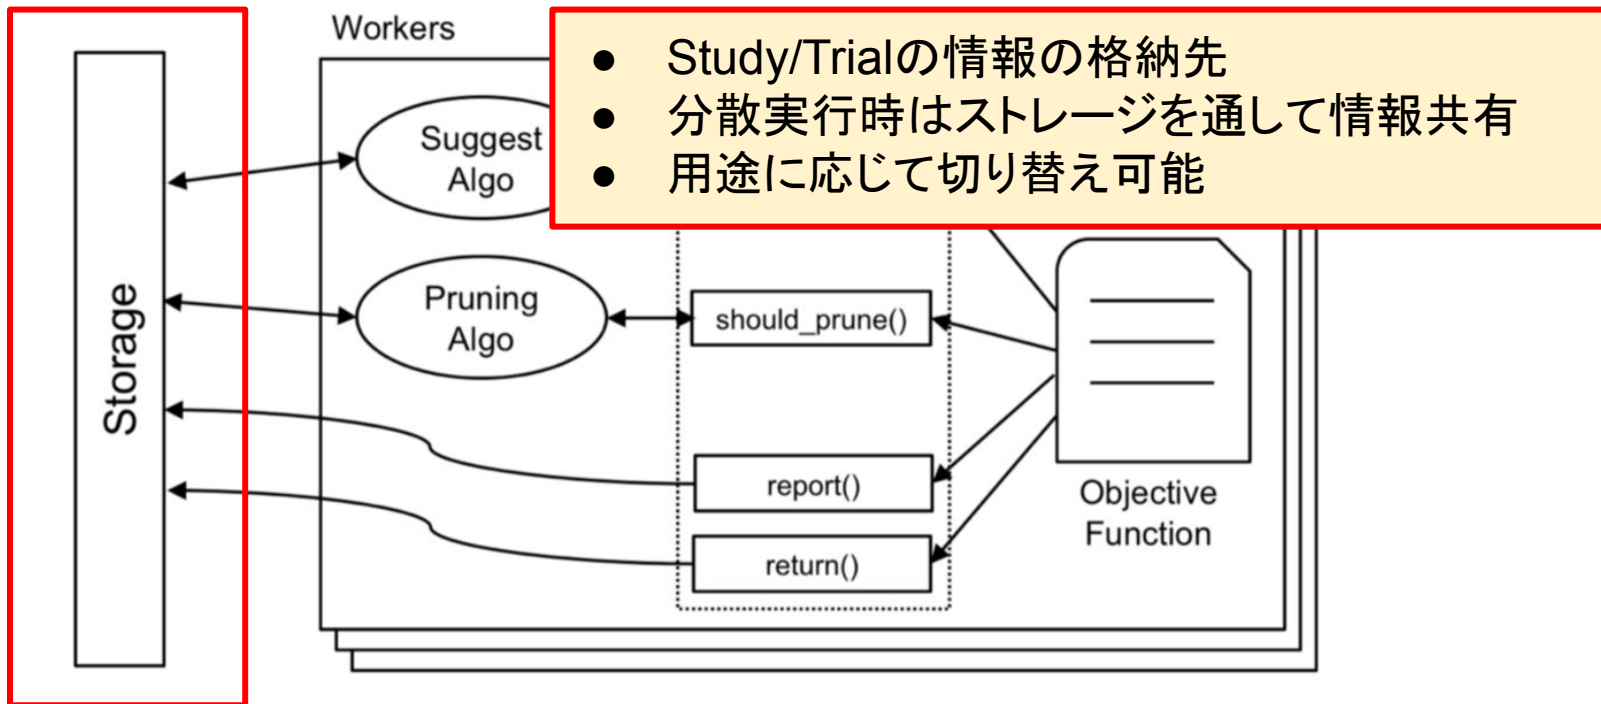 Workers
● Study/Trialの情報の格納先
● 分散実行時はストレージを通して情報共有
● 用途に応じて切り替え可能
Suggest
Algo
Storage
Pruning
Algo
should_prune()
report()
return()
Objective
Function